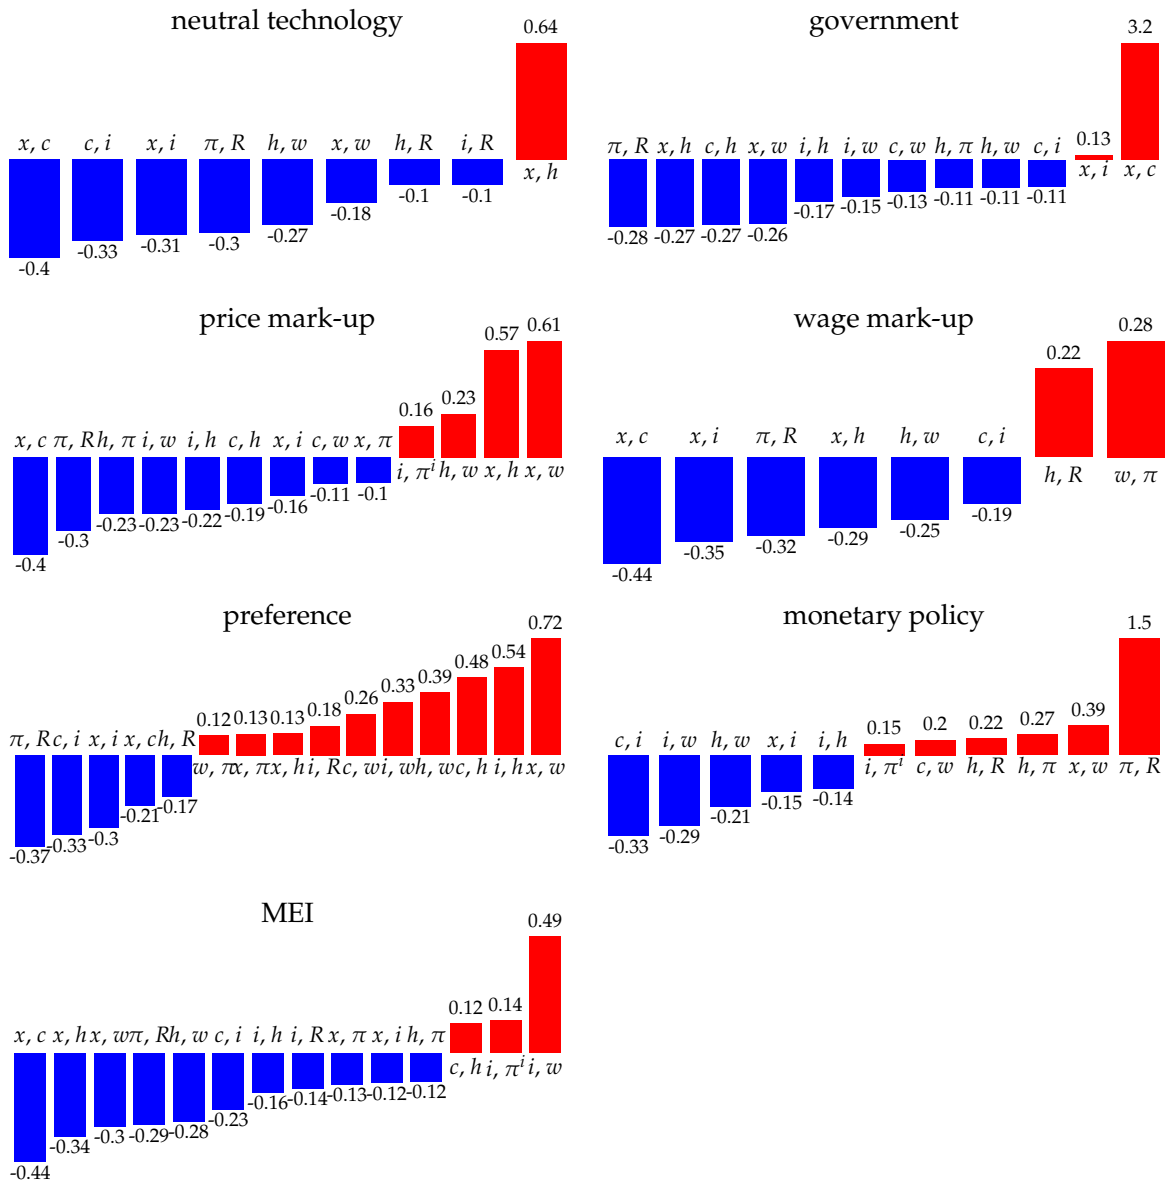 neutral technology
0.64
x, c c, i x, i π, R h, w x, w h, R i, R
x, h
-0.4 -0.33 -0.31 -0.3 -0.27 -0.18 -0.1 -0.1
government
3.2
0.13
π, R x, h c, h x, w i, h i, w c, w h, π h, w c, i
x, i x, c
-0.28 -0.27 -0.27 -0.26 -0.17 -0.15 -0.13 -0.11 -0.11 -0.11
price mark-up
0.16 0.23 0.57 0.61
x, c π, R h, π i, w i, h c, h x, i c, w x, π
i, πⁱ h, w x, h x, w
-0.4 -0.3 -0.23 -0.23 -0.22 -0.19 -0.16 -0.11 -0.1
wage mark-up
0.22 0.28
x, c x, i π, R x, h h, w c, i
h, R w, π
-0.44 -0.35 -0.32 -0.29 -0.25 -0.19
preference
0.12 0.13 0.13 0.18 0.26 0.33 0.39 0.48 0.54 0.72
π, R c, i x, i x, c h, R
w, π x, π x, h i, R c, w i, w h, w c, h i, h x, w
-0.37 -0.33 -0.3 -0.21 -0.17
monetary policy
0.15 0.2 0.22 0.27 0.39 1.5
c, i i, w h, w x, i i, h
i, πⁱ c, w h, R h, π x, w π, R
-0.33 -0.29 -0.21 -0.15 -0.14
MEI
0.12 0.14 0.49
x, c x, h x, w π, R h, w c, i i, h i, R x, π x, i h, π
c, h i, πⁱ i, w
-0.44 -0.34 -0.3 -0.29 -0.28 -0.23 -0.16 -0.14 -0.13 -0.12 -0.12